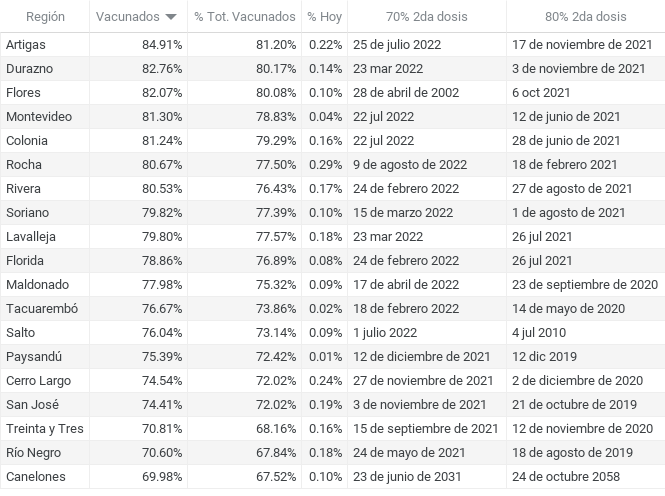 Región Vacunados % Tot. Vacunados % Hoy 70% 2da dosis 80% 2da dosis
Artigas 84.91% 81.20% 0.22% 25 de julio 2022 17 de noviembre de 2021
Durazno 82.76% 80.17% 0.14% 23 mar 2022 3 de noviembre de 2021
Flores 82.07% 80.08% 0.10% 28 de abril de 2002 6 oct 2021
Montevideo 81.30% 78.83% 0.04% 22 jul 2022 12 de junio de 2021
Colonia 81.24% 79.29% 0.16% 22 jul 2022 28 de junio de 2021
Rocha 80.67% 77.50% 0.29% 9 de agosto de 2022 18 de febrero 2021
Rivera 80.53% 76.43% 0.17% 24 de febrero 2022 27 de agosto de 2021
Soriano 79.82% 77.39% 0.10% 15 de marzo 2022 1 de agosto de 2021
Lavalleja 79.80% 77.57% 0.18% 23 mar 2022 26 jul 2021
Florida 78.86% 76.89% 0.08% 24 de febrero 2022 26 jul 2021
Maldonado 77.98% 75.32% 0.09% 17 de abril de 2022 23 de septiembre de 2020
Tacuarembó 76.67% 73.86% 0.02% 18 de febrero 2022 14 de mayo de 2020
Salto 76.04% 73.14% 0.09% 1 julio 2022 4 jul 2010
Paysandú 75.39% 72.42% 0.01% 12 de diciembre de 2021 12 dic 2019
Cerro Largo 74.54% 72.02% 0.24% 27 de noviembre de 2021 2 de diciembre de 2020
San José 74.41% 72.02% 0.19% 3 de noviembre de 2021 21 de octubre de 2019
Treinta y Tres 70.81% 68.16% 0.16% 15 de septiembre de 2021 12 de noviembre de 2020
Río Negro 70.60% 67.84% 0.18% 24 de mayo de 2021 18 de agosto de 2019
Canelones 69.98% 67.52% 0.10% 23 de junio de 2031 24 de octubre 2058